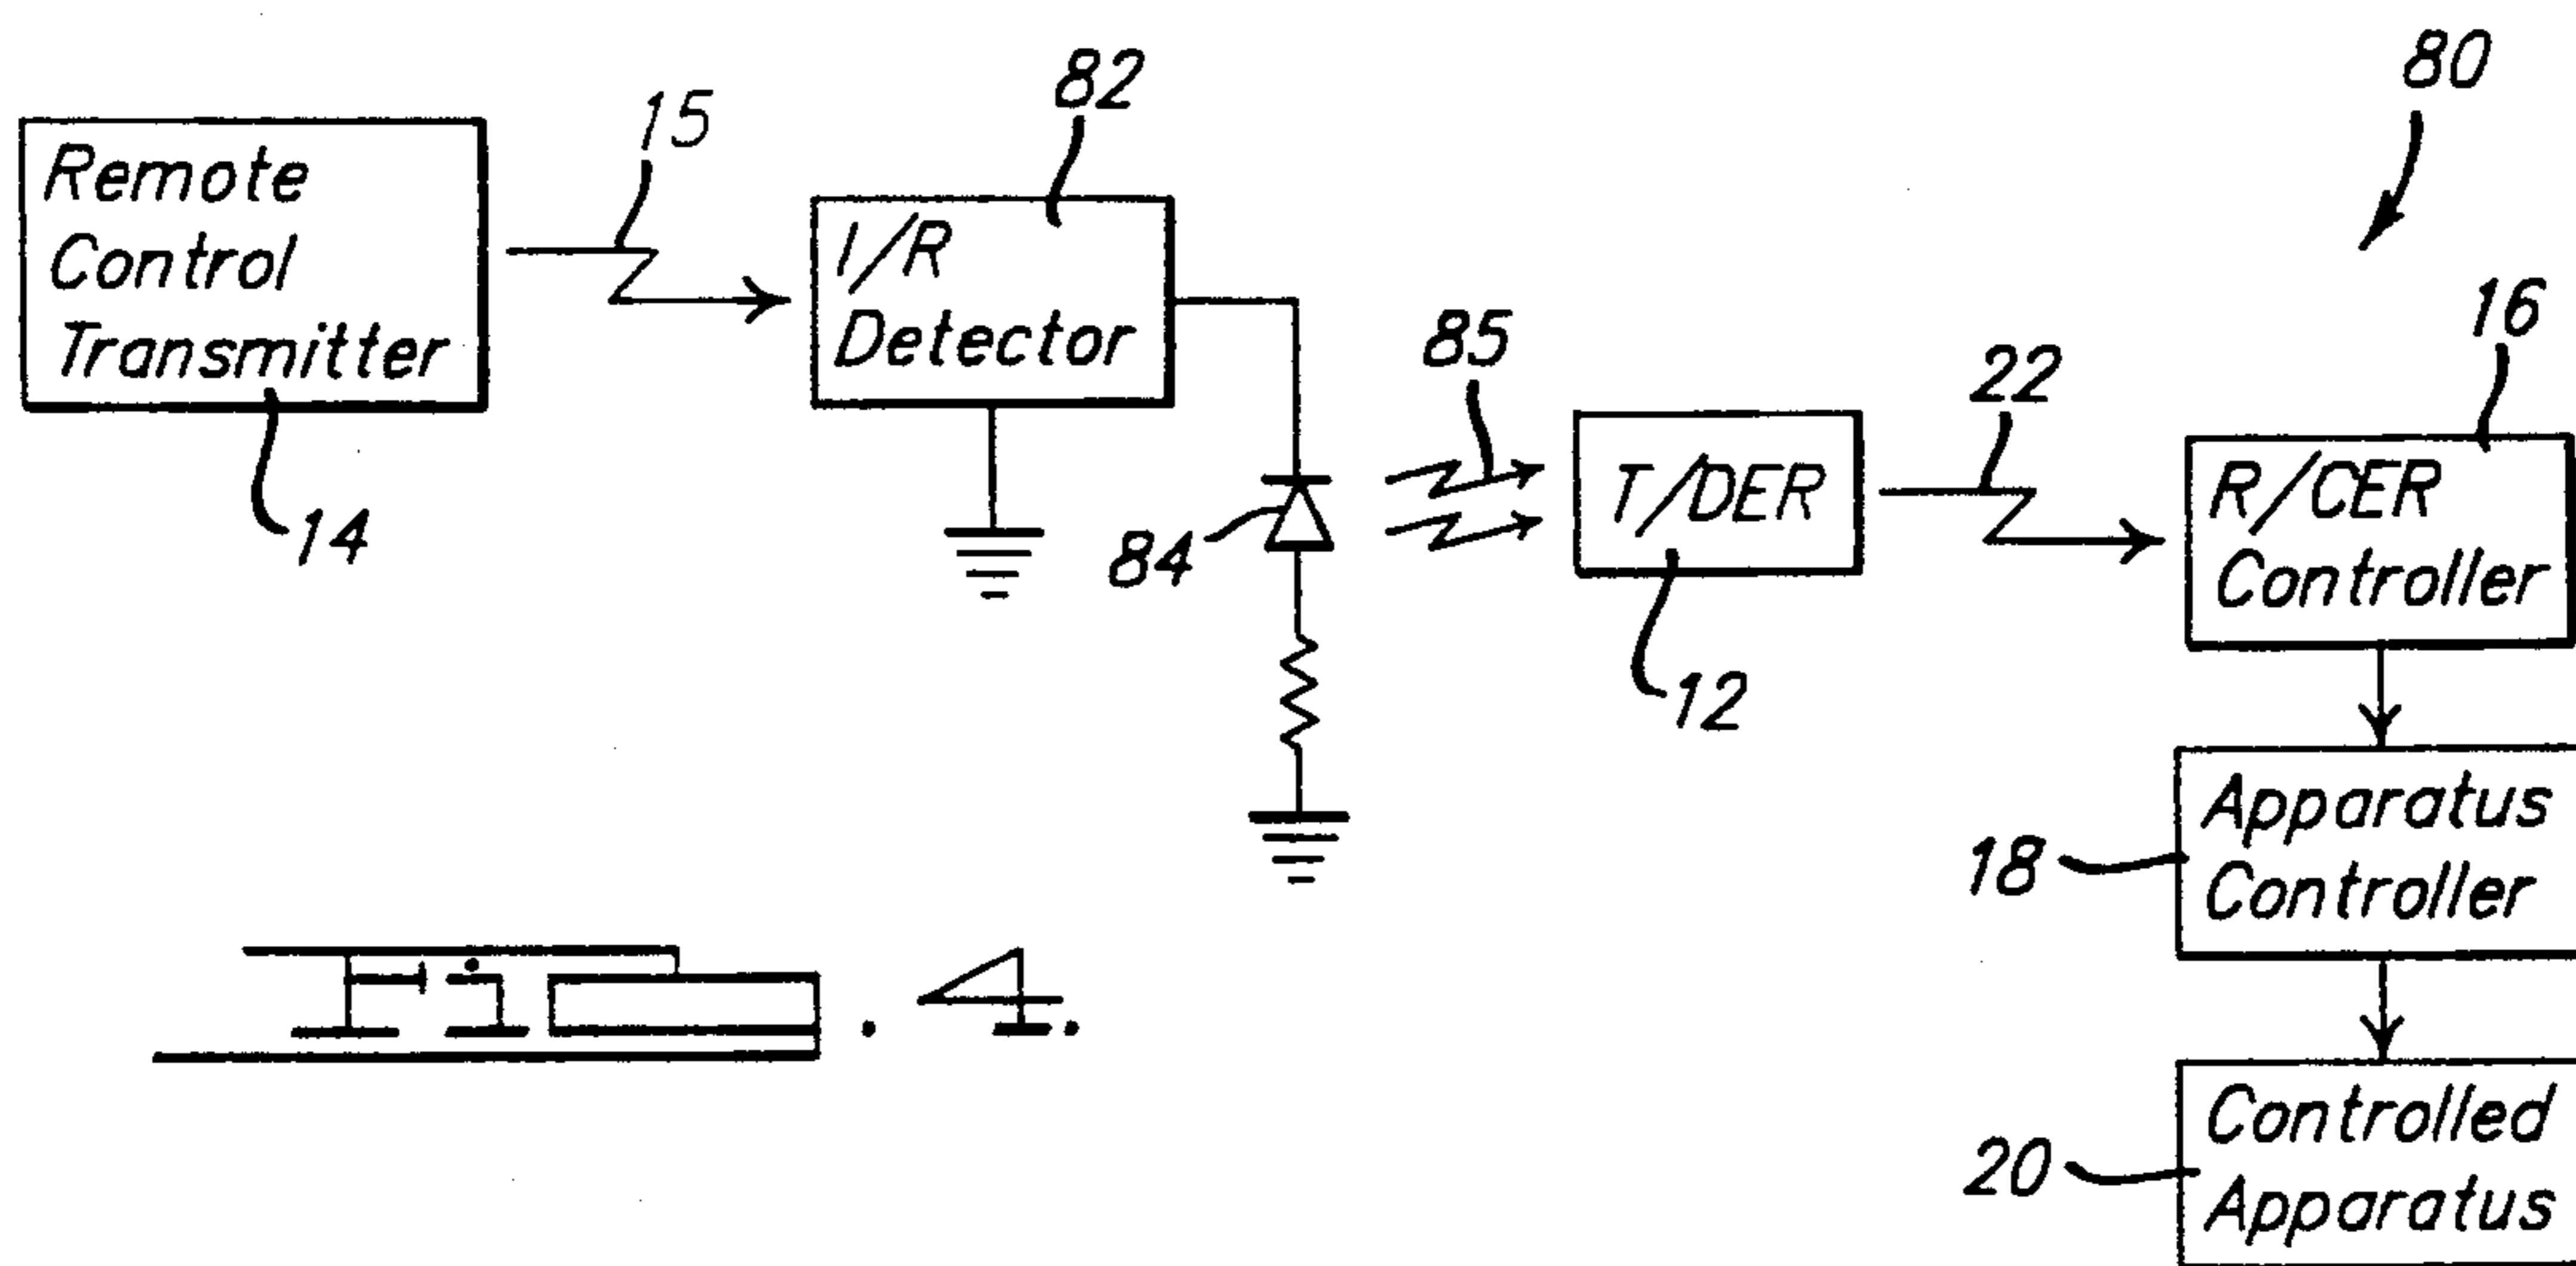 80
82
15
Remote
Control
Transmitter
14
I/R
Detector
84
85
T/DER
12
22
16
R/CER
Controller
18
Apparatus
Controller
20
Controlled
Apparatus
Fig. 4.